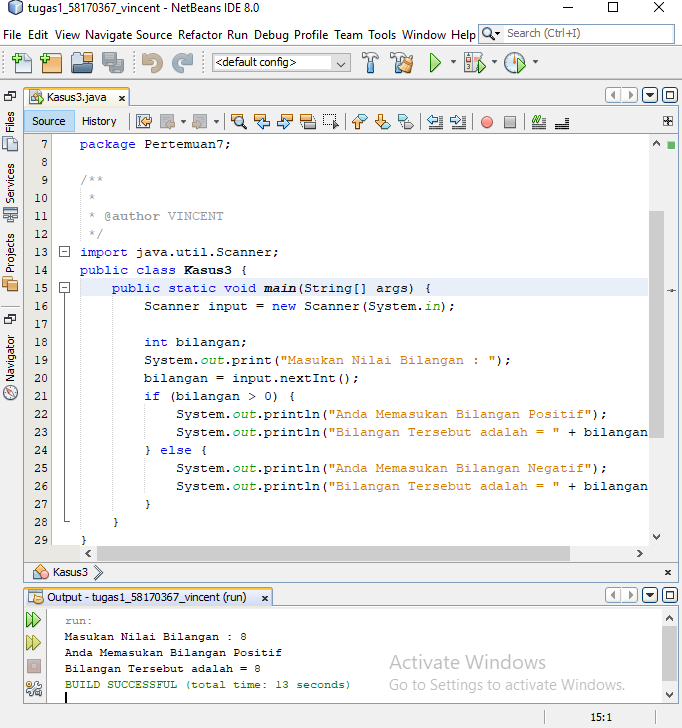 tugas1_58170367_vincent - NetBeans IDE 8.0
File Edit View Navigate Source Refactor Run Debug Profile Team Tools Window Help
Search (Ctrl+I)
<default config>
Files
Services
Projects
Navigator
Kasus3.java x
Source History
7 package Pertemuan7;
8
9 /**
10 *
11 * @author VINCENT
12 */
13 import java.util.Scanner;
14 public class Kasus3 {
15 public static void main(String[] args) {
16 Scanner input = new Scanner(System.in);
17
18 int bilangan;
19 System.out.print("Masukan Nilai Bilangan : ");
20 bilangan = input.nextInt();
21 if (bilangan > 0) {
22 System.out.println("Anda Memasukan Bilangan Positif");
23 System.out.println("Bilangan Tersebut adalah = " + bilangan
24 } else {
25 System.out.println("Anda Memasukan Bilangan Negatif");
26 System.out.println("Bilangan Tersebut adalah = " + bilangan
27 }
28 }
29 }
Kasus3
Output - tugas1_58170367_vincent (run) x
run:
Masukan Nilai Bilangan : 8
Anda Memasukan Bilangan Positif
Bilangan Tersebut adalah = 8
BUILD SUCCESSFUL (total time: 13 seconds)
Activate Windows
Go to Settings to activate Windows.
15:1